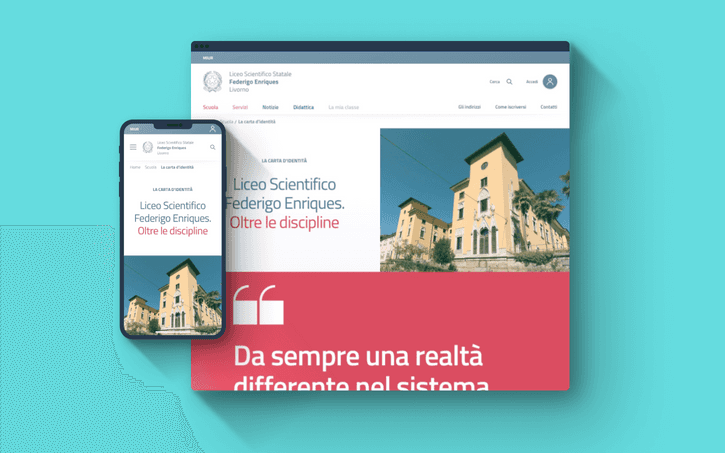 MIUR
Liceo Scientifico Statale
Federigo Enriques
Livorno
Cerca
Accedi
Scuola Servizi Notizie Didattica La mia classe
Gli indirizzi Come iscriversi Contatti
Scuola / La carta d'identità
LA CARTA D'IDENTITÀ
Liceo Scientifico
Federigo Enriques.
Oltre le discipline
Da sempre una realtà
differente nel sistema
MIUR
Liceo Scientifico Statale
Federigo Enriques
Livorno
Home Scuola La carta d'identità
LA CARTA D'IDENTITÀ
Liceo Scientifico
Federigo Enriques.
Oltre le discipline